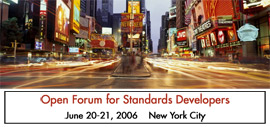 Open Forum for Standards Developers
June 20-21, 2006 New York City